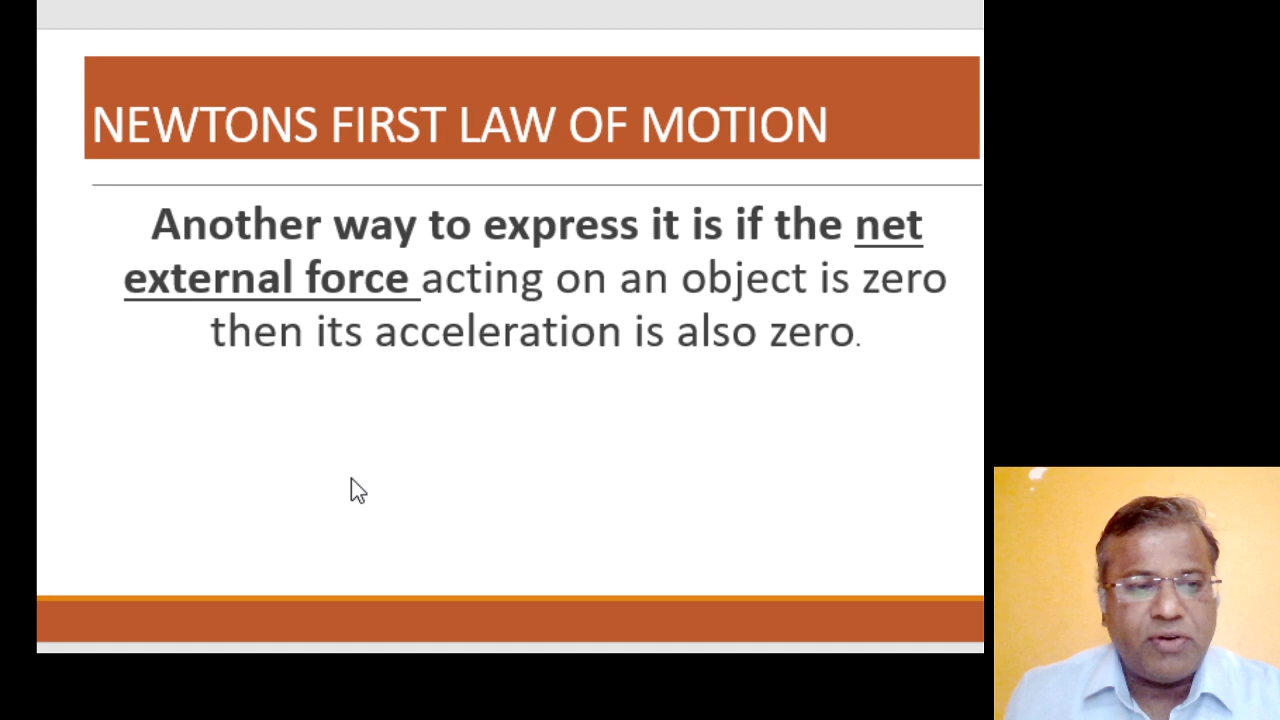 NEWTONS FIRST LAW OF MOTION
Another way to express it is if the net
external force acting on an object is zero
then its acceleration is also zero.